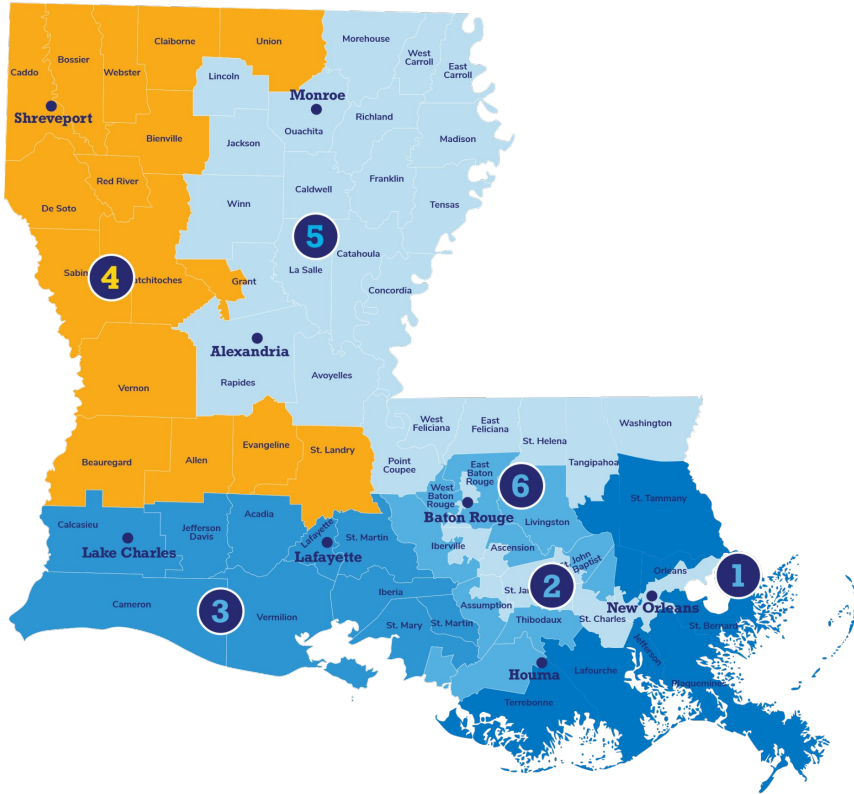 Claiborne
Union
Morehouse
Bossier
West
Carroll
East
Carroll
Caddo
Webster
Lincoln
Monroe
Shreveport
Ouachita
Richland
Bienville
Jackson
Madison
Red River
Caldwell
Franklin
De Soto
Winn
Tensas
5
Catahoula
Sabin
4
atchitoches
Grant
La Salle
Concordia
Alexandria
Rapides
Avoyelles
Vernon
West
Feliciana
East
Feliciana
Washington
St. Helena
Evangeline
St. Landry
Beauregard
Allen
Point
Coupee
East
Baton
Rouge
Tangipahoa
6
West
Baton
Rouge
St. Tammany
Baton Rouge
Acadia
Calcasieu
Jefferson
Davis
Lafayette
Livingston
Lake Charles
Lafayette
St. Martin
Iberville
Ascension
St. John
Baptist
Orleans
1
2
St. Ja
Iberia
Cameron
3
Vermilion
Assumption
New Orleans
St. Mary
St. Martin
Thibodaux
St. Charles
St. Bernard
Jefferson
Houma
Lafourche
Plaquemines
Terrebonne